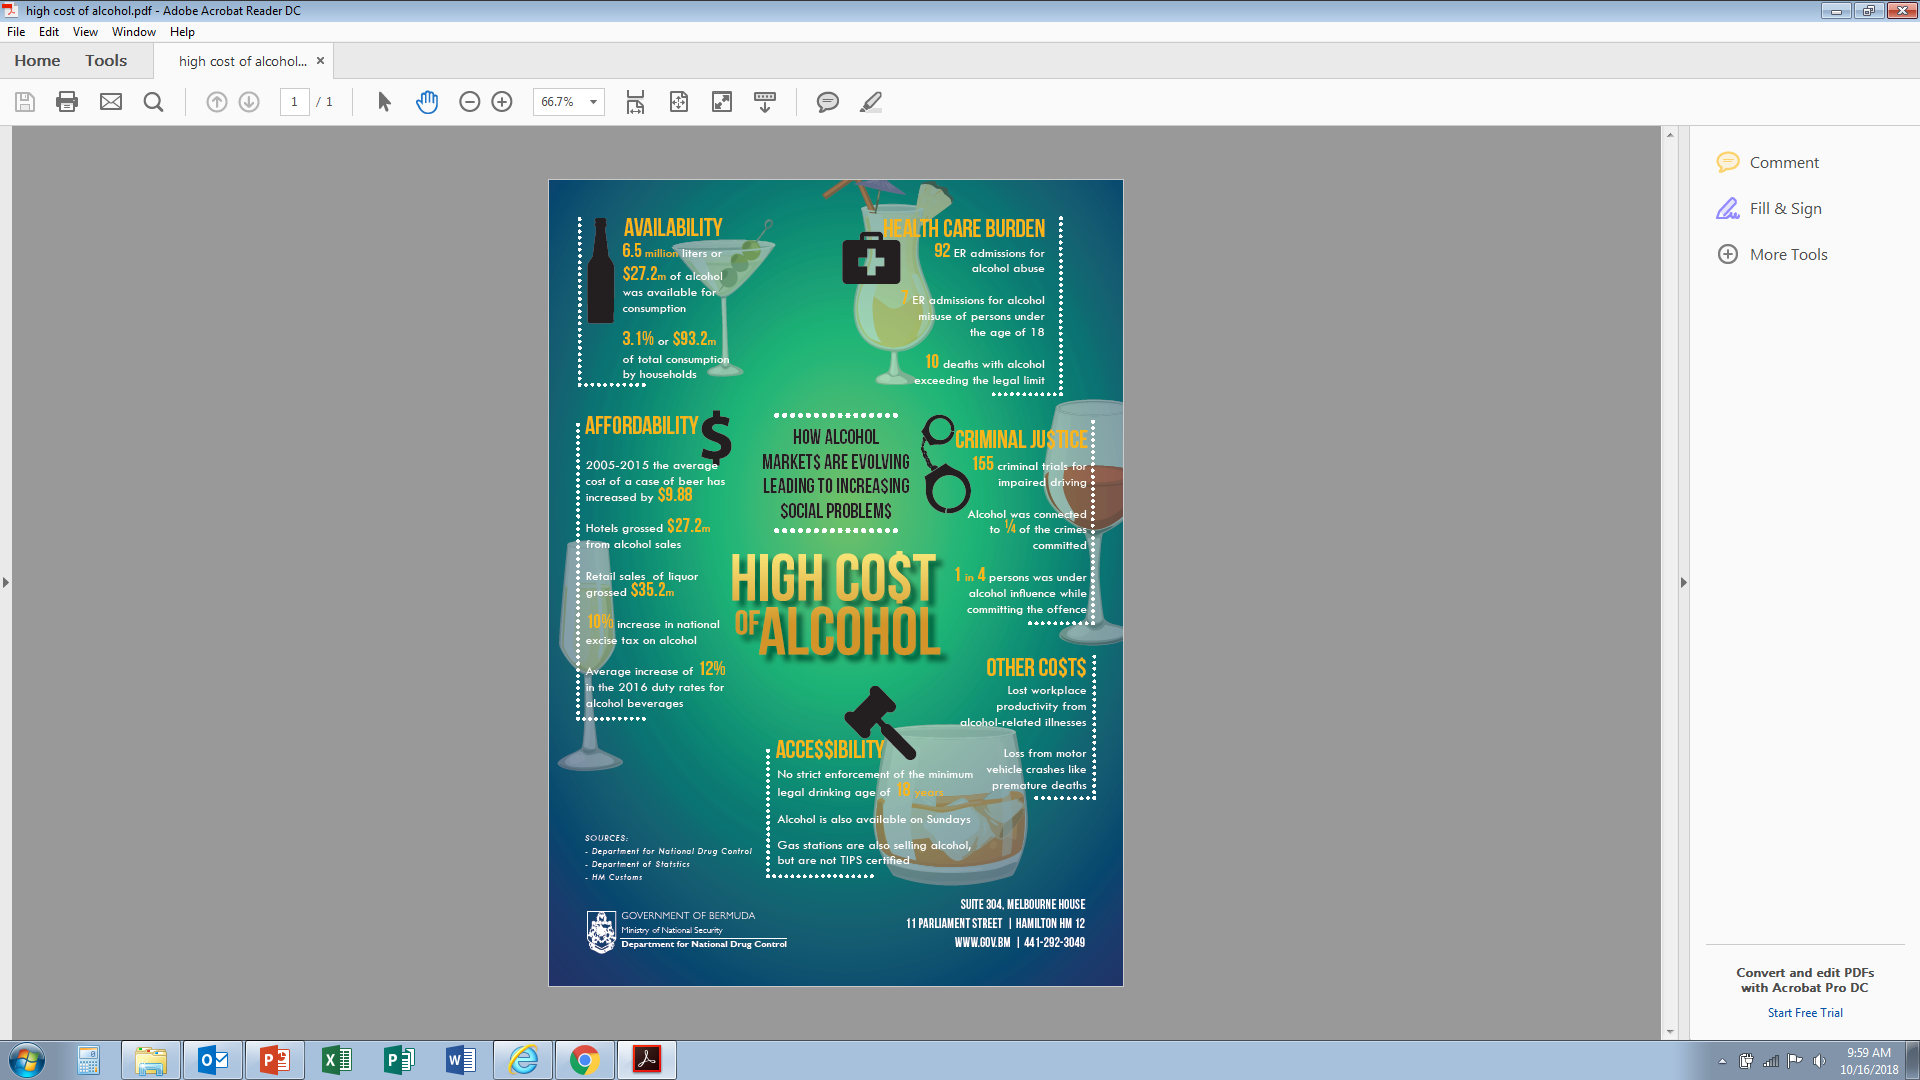 high cost of alcohol.pdf - Adobe Acrobat Reader DC
File Edit View Window Help
Home Tools high cost of alcohol...
1 / 1 66.7%
Comment
Fill & Sign
More Tools
AVAILABILITY
6.5 million liters or
$27.2m of alcohol
was available for
consumption
3.1% or $93.2m
of total consumption
by households
HEALTH CARE BURDEN
92 ER admissions for
alcohol abuse
7 ER admissions for alcohol
misuse of persons under
the age of 18
10 deaths with alcohol
exceeding the legal limit
AFFORDABILITY
$
2005-2015 the average
cost of a case of beer has
increased by $9.88
Hotels grossed $27.2m
from alcohol sales
Retail sales of liquor
grossed $35.2m
10% increase in national
excise tax on alcohol
Average increase of 12%
in the 2016 duty rates for
alcohol beverages
HOW ALCOHOL
MARKET$ ARE EVOLVING
LEADING TO INCREA$ING
$OCIAL PROBLEM$
HIGH CO$T
OF ALCOHOL
CRIMINAL JU$TICE
155 criminal trials for
impaired driving
Alcohol was connected
to ¼ of the crimes
committed
1 in 4 persons was under
alcohol influence while
committing the offence
OTHER CO$T$
Lost workplace
productivity from
alcohol-related illnesses
Loss from motor
vehicle crashes like
premature deaths
ACCE$$IBILITY
No strict enforcement of the minimum
legal drinking age of 18 years
Alcohol is also available on Sundays
Gas stations are also selling alcohol,
but are not TIPS certified
SOURCES:
- Department for National Drug Control
- Department of Statstics
- HM Customs
GOVERNMENT OF BERMUDA
Ministry of National Security
Department for National Drug Control
SUITE 304, MELBOURNE HOUSE
11 PARLIAMENT STREET | HAMILTON HM 12
WWW.GOV.BM | 441-292-3049
Convert and edit PDFs
with Acrobat Pro DC
Start Free Trial
9:59 AM
10/16/2018